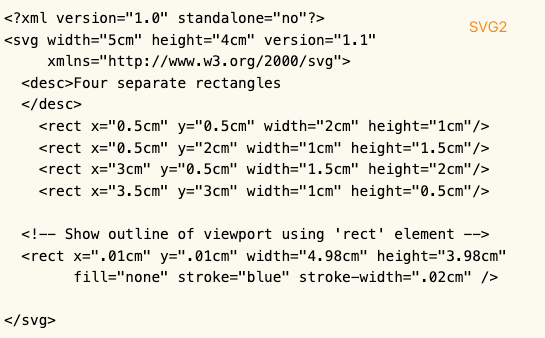 SVG2
<?xml version="1.0" standalone="no"?>
<svg width="5cm" height="4cm" version="1.1"
     xmlns="http://www.w3.org/2000/svg">
  <desc>Four separate rectangles
  </desc>
    <rect x="0.5cm" y="0.5cm" width="2cm" height="1cm"/>
    <rect x="0.5cm" y="2cm" width="1cm" height="1.5cm"/>
    <rect x="3cm" y="0.5cm" width="1.5cm" height="2cm"/>
    <rect x="3.5cm" y="3cm" width="1cm" height="0.5cm"/>

  <!-- Show outline of viewport using 'rect' element -->
  <rect x=".01cm" y=".01cm" width="4.98cm" height="3.98cm"
        fill="none" stroke="blue" stroke-width=".02cm" />

</svg>